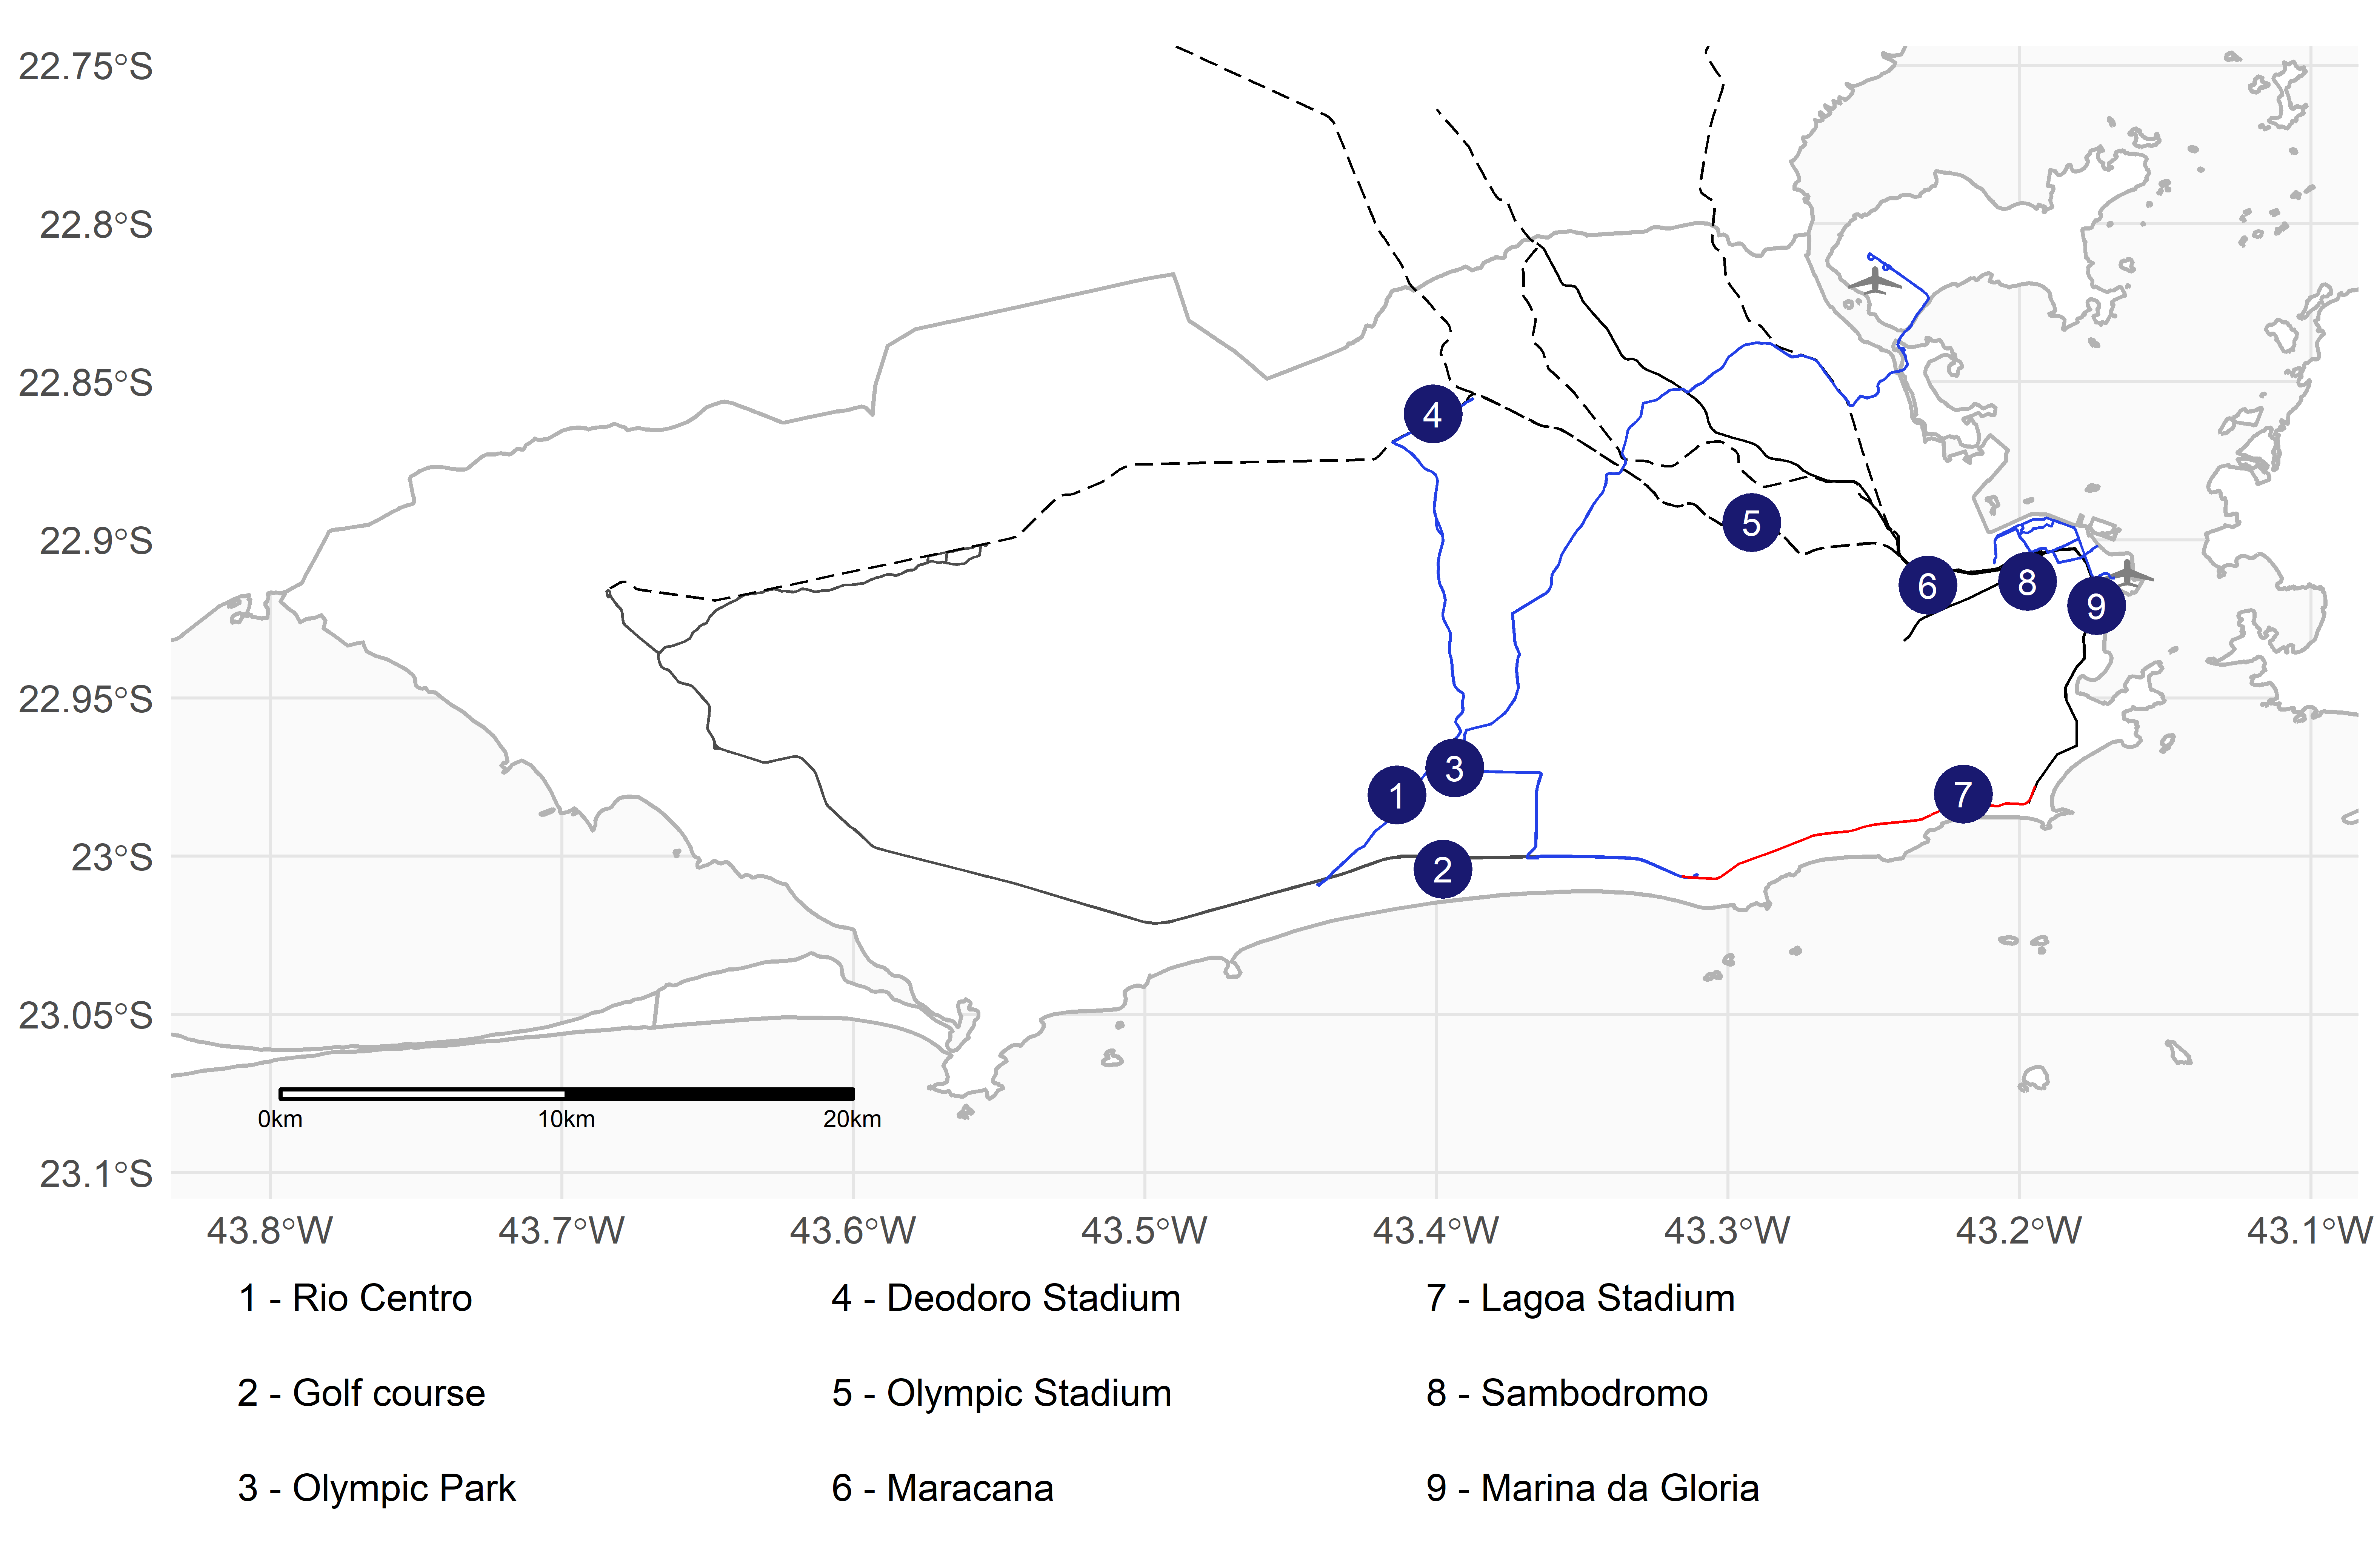 22.75°S
22.8°S
22.85°S
22.9°S
22.95°S
23°S
23.05°S
23.1°S
4
5
6
8
9
3
1
7
2
0km 10km 20km
43.8°W 43.7°W 43.6°W 43.5°W 43.4°W 43.3°W 43.2°W 43.1°W
1 - Rio Centro 4 - Deodoro Stadium 7 - Lagoa Stadium
2 - Golf course 5 - Olympic Stadium 8 - Sambodromo
3 - Olympic Park 6 - Maracana 9 - Marina da Gloria